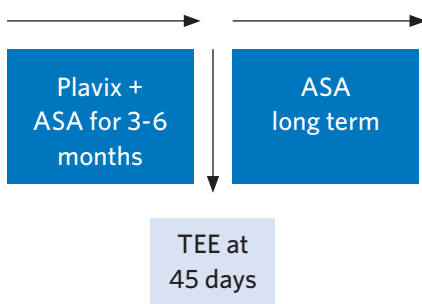 Plavix +
ASA for 3-6
months
ASA
long term
TEE at
45 days